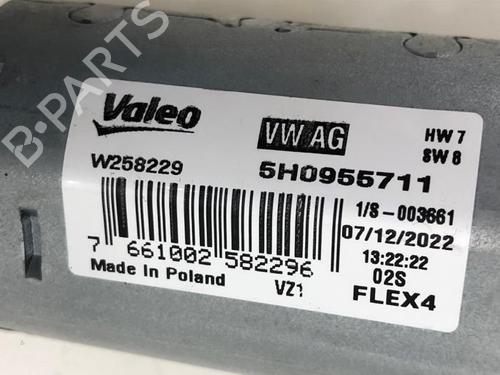 B-PARTS
Valeo
VW AG
HW 7
SW 8
W258229
5H0955711
1/S-003661
07/12/2022
7 661002 582296
13:22:22
Made In Poland
VZ1
02S
FLEX4